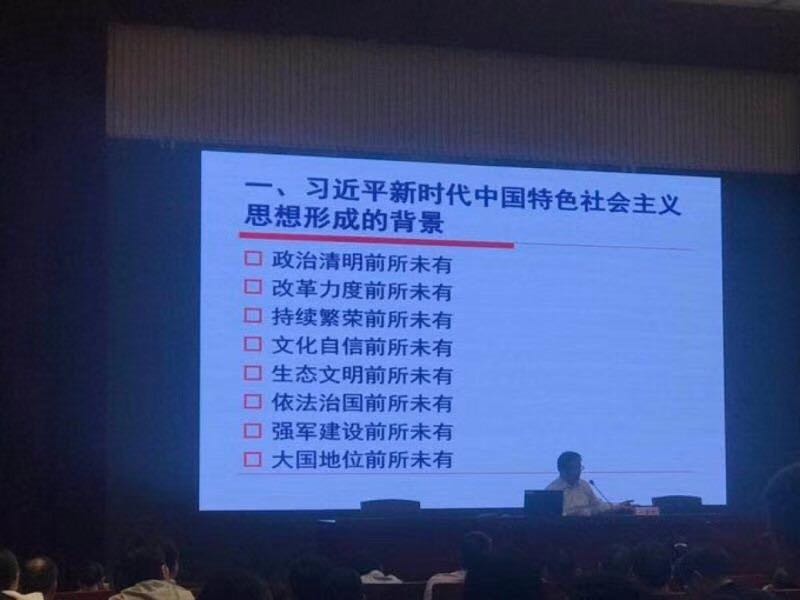 一、习近平新时代中国特色社会主义
思想形成的背景
政治清明前所未有
改革力度前所未有
持续繁荣前所未有
文化自信前所未有
生态文明前所未有
依法治国前所未有
强军建设前所未有
大国地位前所未有